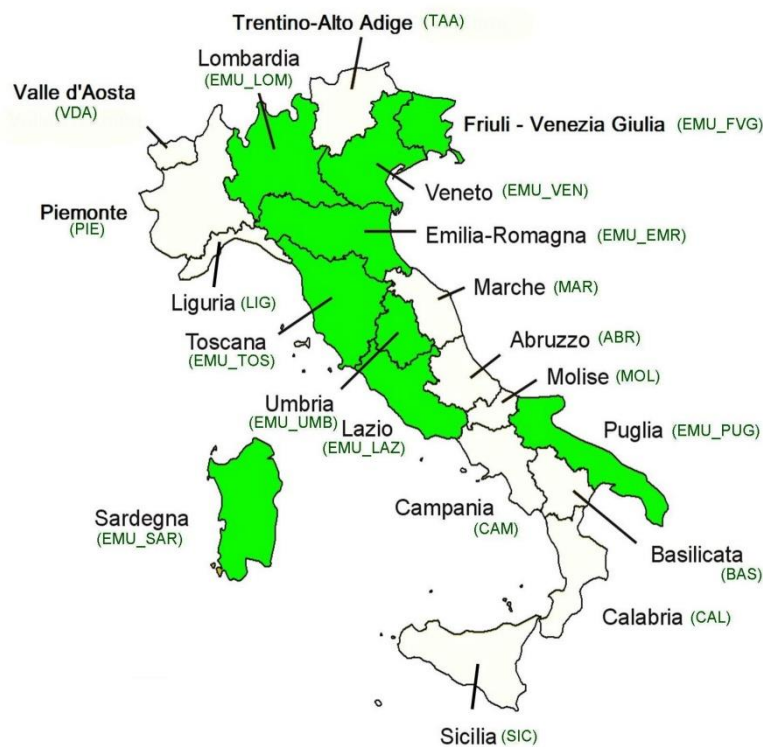 Trentino-Alto Adige (TAA)
Lombardia
(EMU_LOM)
Valle d'Aosta
(VDA)
Friuli - Venezia Giulia (EMU_FVG)
Veneto (EMU_VEN)
Piemonte
(PIE)
Emilia-Romagna (EMU_EMR)
Marche (MAR)
Liguria (LIG)
Toscana
(EMU_TOS)
Abruzzo (ABR)
Molise (MOL)
Umbria
(EMU_UMB)
Lazio
(EMU_LAZ)
Puglia (EMU_PUG)
Campania
(CAM)
Sardegna
(EMU_SAR)
Basilicata
(BAS)
Calabria (CAL)
Sicilia (SIC)